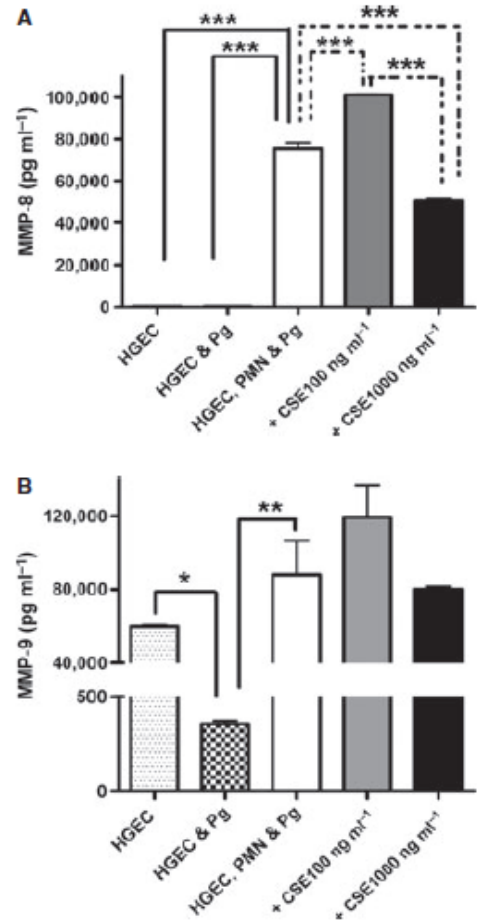 A
***
***
***
***
***
MMP-8 (pg ml⁻¹)
100,000
80,000
60,000
40,000
20,000
0
HGEC
HGEC & Pg
HGEC, PMN & Pg
+ CSE100 ng ml⁻¹
± CSE1000 ng ml⁻¹
B
**
*
MMP-9 (pg ml⁻¹)
120,000
80,000
40,000
500
0
HGEC
HGEC & Pg
HGEC, PMN & Pg
+ CSE100 ng ml⁻¹
± CSE1000 ng ml⁻¹